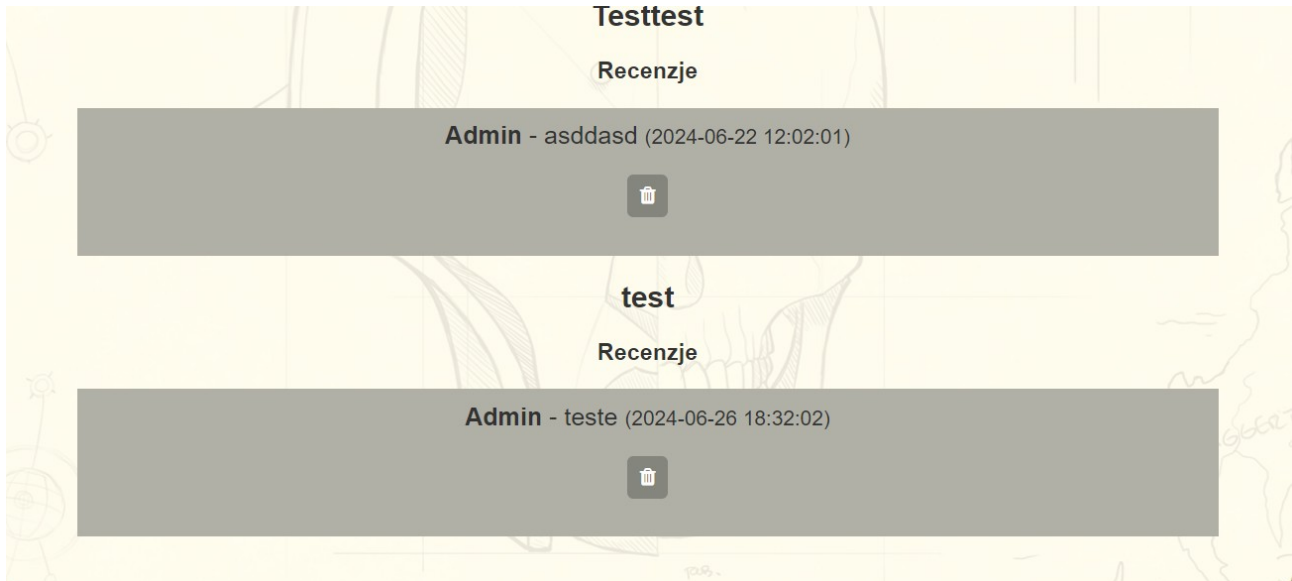 Testtest
Recenzje
Admin - asddasd (2024-06-22 12:02:01)
test
Recenzje
Admin - teste (2024-06-26 18:32:02)